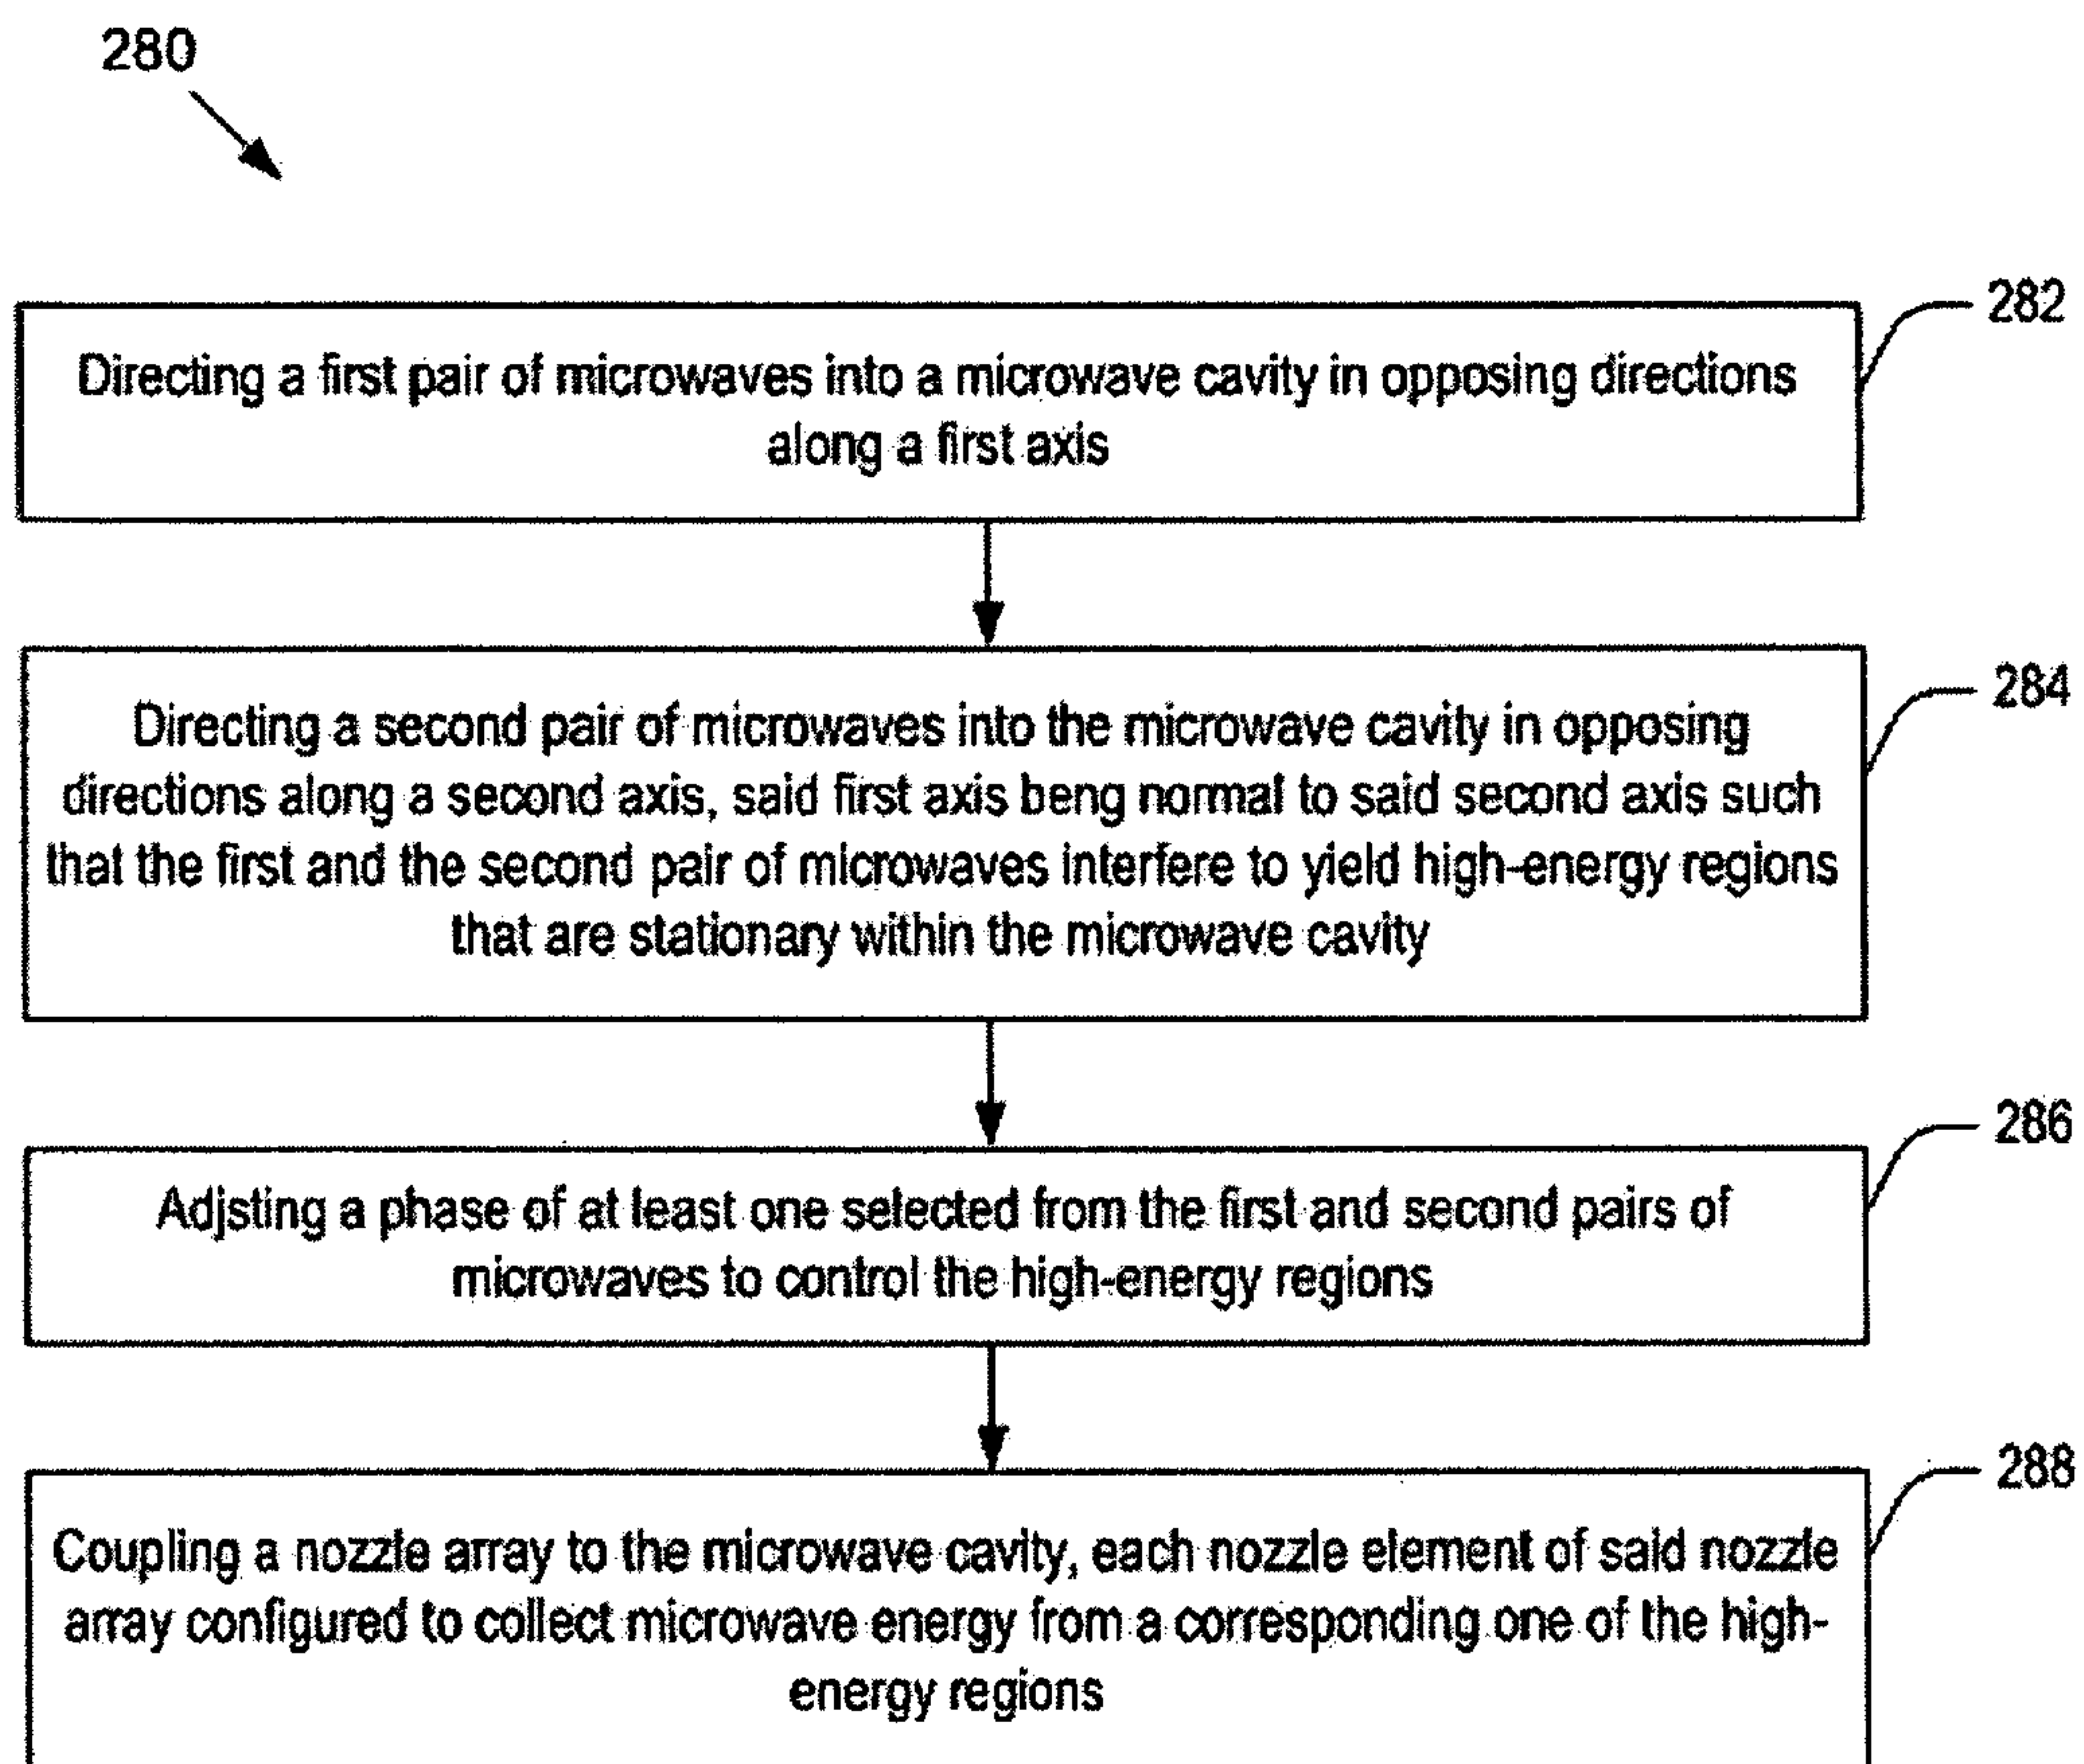 280
282
Directing a first pair of microwaves into a microwave cavity in opposing directions
along a first axis
284
Directing a second pair of microwaves into the microwave cavity in opposing
directions along a second axis, said first axis beng normal to said second axis such
that the first and the second pair of microwaves interfere to yield high-energy regions
that are stationary within the microwave cavity
286
Adjsting a phase of at least one selected from the first and second pairs of
microwaves to control the high-energy regions
288
Coupling a nozzle array to the microwave cavity, each nozzle element of said nozzle
array configured to collect microwave energy from a corresponding one of the high-
energy regions